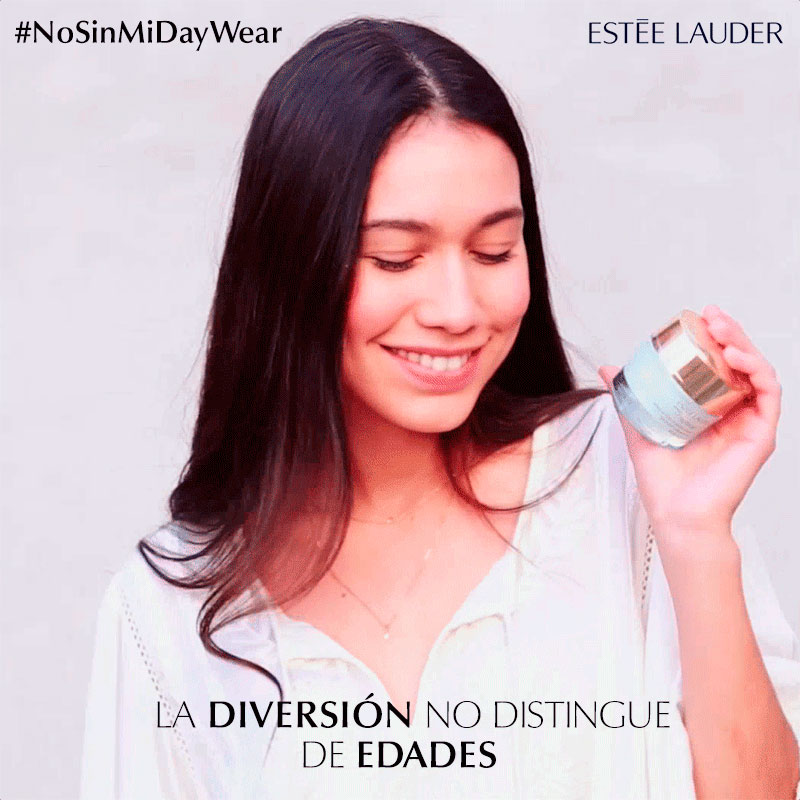 #NoSinMiDayWear
ESTĒE LAUDER
LA DIVERSIÓN NO DISTINGUE
DE EDADES